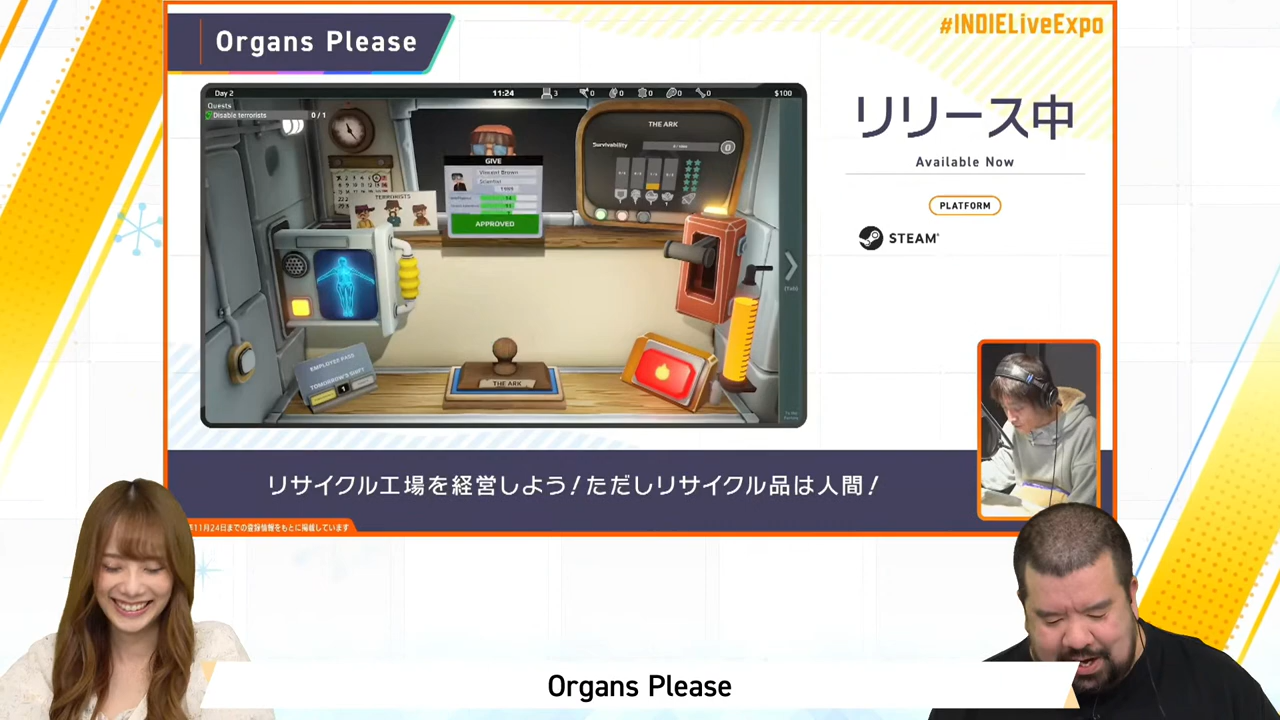 Organs Please
#INDIELiveExpo
Day 2
11:24
3
0
0
0
0
0
$100
Quests
Disable terrorists
0 / 1
THE ARK
Survivability
GIVE
Vincent Brown
Scientist
1989
APPROVED
TERRORISTS
EMPLOYEE PASS
TOMORROW'S SHIFT
1
THE ARK
リリース中
Available Now
PLATFORM
STEAM
リサイクル工場を経営しよう!ただしリサイクル品は人間!
11月24日までの登録情報をもとに掲載しています
Organs Please